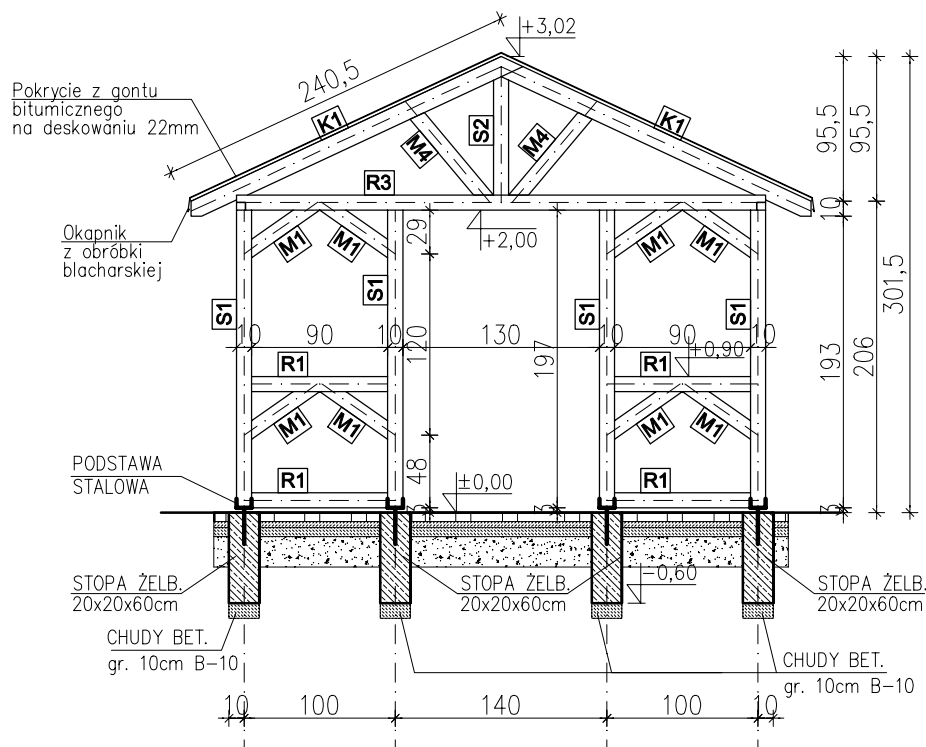 +3,02
240,5
Pokrycie z gontu
bitumicznego
na deskowaniu 22mm
K1
S2
M4
M4
K1
95,5
95,5
R3
10
Okapnik
z obróbki
blacharskiej
M1
M1
29
+2,00
M1
M1
S1
S1
S1
S1
301,5
10
90
10
120
130
197
10
90
10
193
206
R1
R1
+0,90
M1
M1
M1
M1
PODSTAWA
STALOWA
R1
48
±0,00
R1
3
3
3
STOPA ŻELB.
20x20x60cm
STOPA ŻELB.
20x20x60cm
-0,60
STOPA ŻELB.
20x20x60cm
CHUDY BET.
gr. 10cm B-10
CHUDY BET.
gr. 10cm B-10
10
100
140
100
10